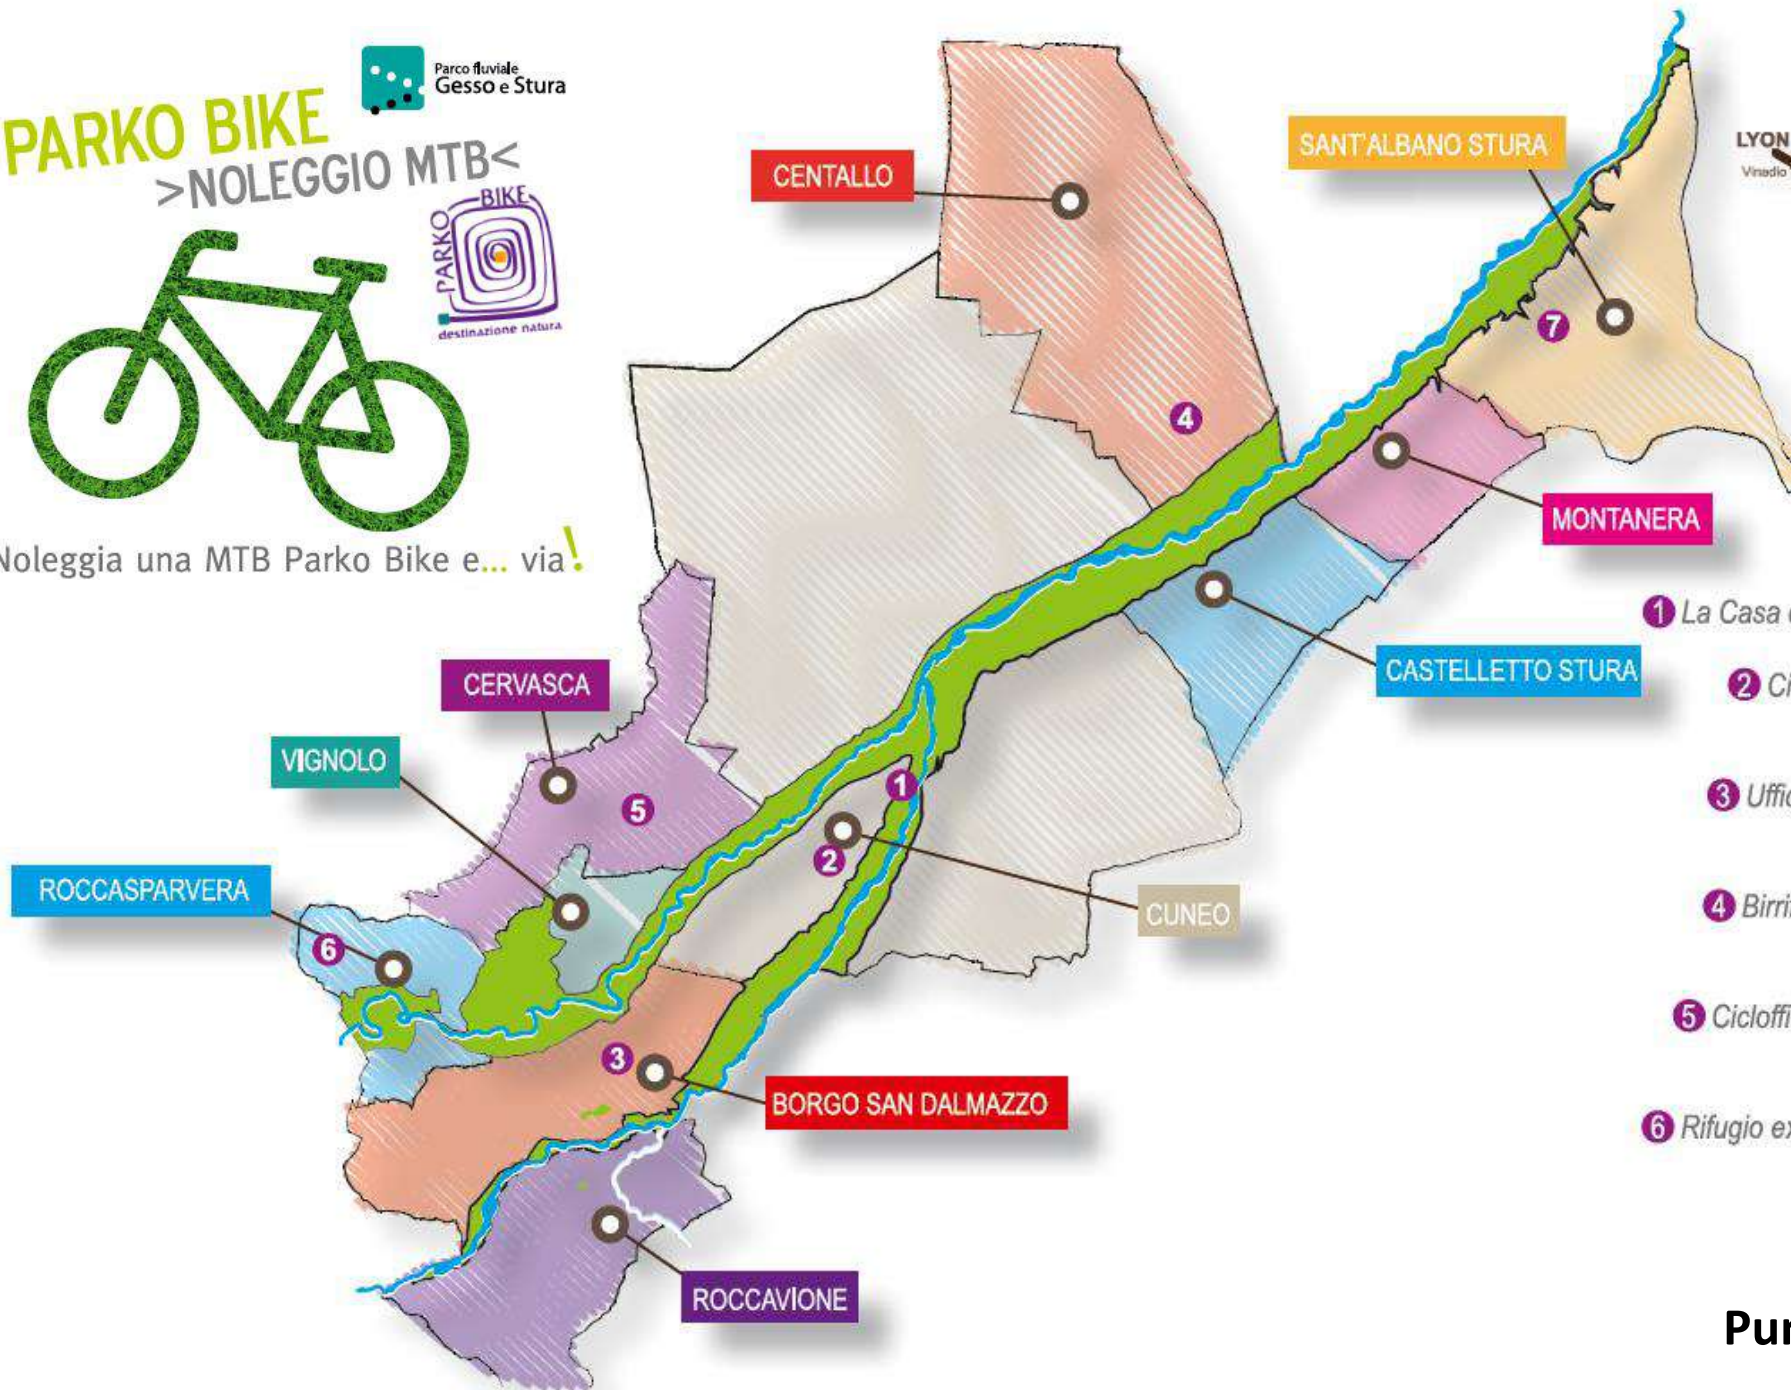 Parco fluviale
Gesso e Stura
PARKO BIKE
>NOLEGGIO MTB<
PARKO BIKE
destinazione natura
Noleggia una MTB Parko Bike e... via!
CENTALLO
SANT'ALBANO STURA
LYON
Vinadio
7
4
MONTANERA
1 La Casa
CASTELLETTO STURA
2
CERVASCA
VIGNOLO
1
5
3
2
ROCCASPARVERA
4
CUNEO
6
5
3
BORGO SAN DALMAZZO
6 Rifugio
ROCCAVIONE